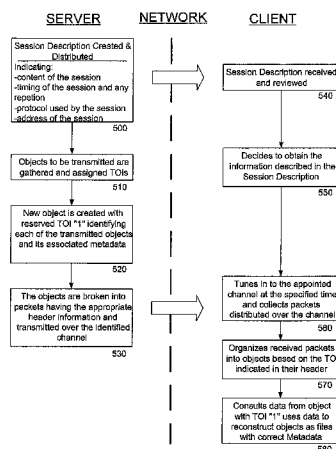 SERVER
NETWORK
CLIENT
Session Description Created &
Distributed
Indicating:
-content of the session
-timing of the session and any
repetion
-protocol used by the session
-address of the session
500
Objects to be transmitted are
gathered and assigned TOIs
510
New object is created with
reserved TOI "1" identifying
each of the transmitted objects
and its associated metadata
520
The objects are broken into
packets having the appropriate
header information and
transmitted over the identified
channel
530
Session Description received
and reviewed
540
Decides to obtain the
information described in the
Session Description
550
Tunes in to the appointed
channel at the specified time
and collects packets
distributed over the channel
560
Organizes received packets
into objects based on the TOI
indicated in their header
570
Consults data from object
with TOI "1" uses data to
reconstruct objects as files
with correct Metadata
580